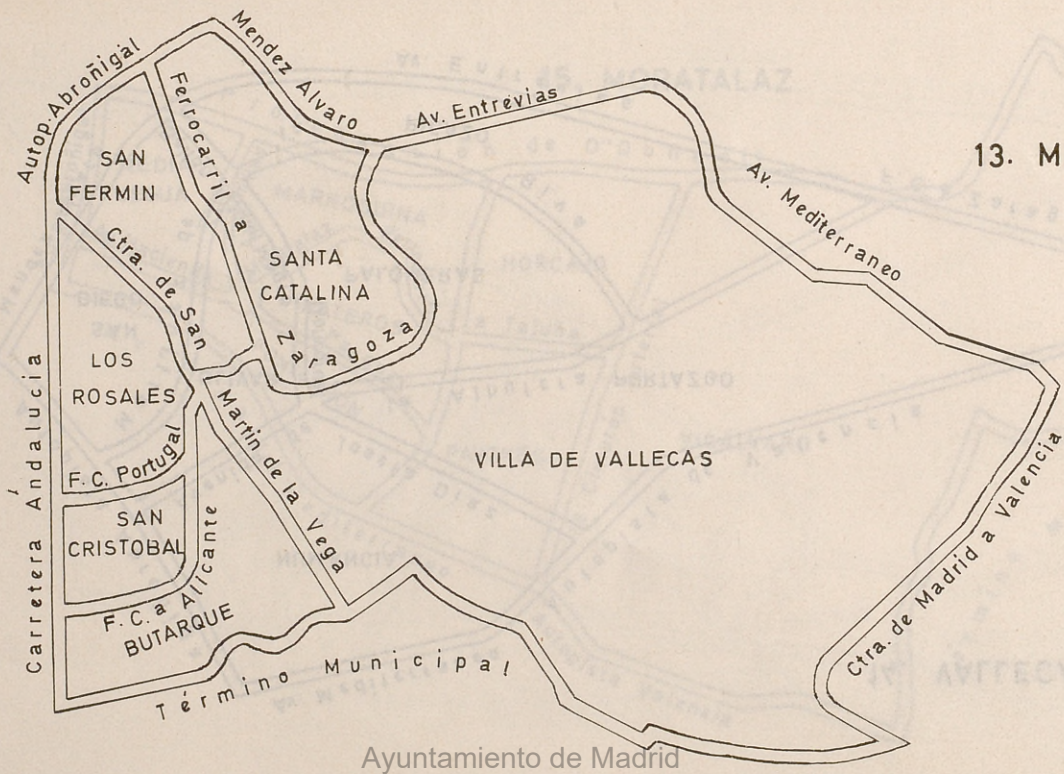 Autop. Abroñigal
Mendez Alvaro
Av. Entrevias
Av. Mediterraneo
13. M
SAN
FERMIN
Ferrocarril a
Zaragoza
Ctra. de San
Martin de la Vega
SANTA
CATALINA
LOS
ROSALES
Carretera Ándalucía
F. C. Portugal
SAN
CRISTOBAL
F. C. a Alicante
BUTARQUE
VILLA DE VALLECAS
Ctra. de Madrid a Valencia
Término Municipal
Ayuntamiento de Madrid